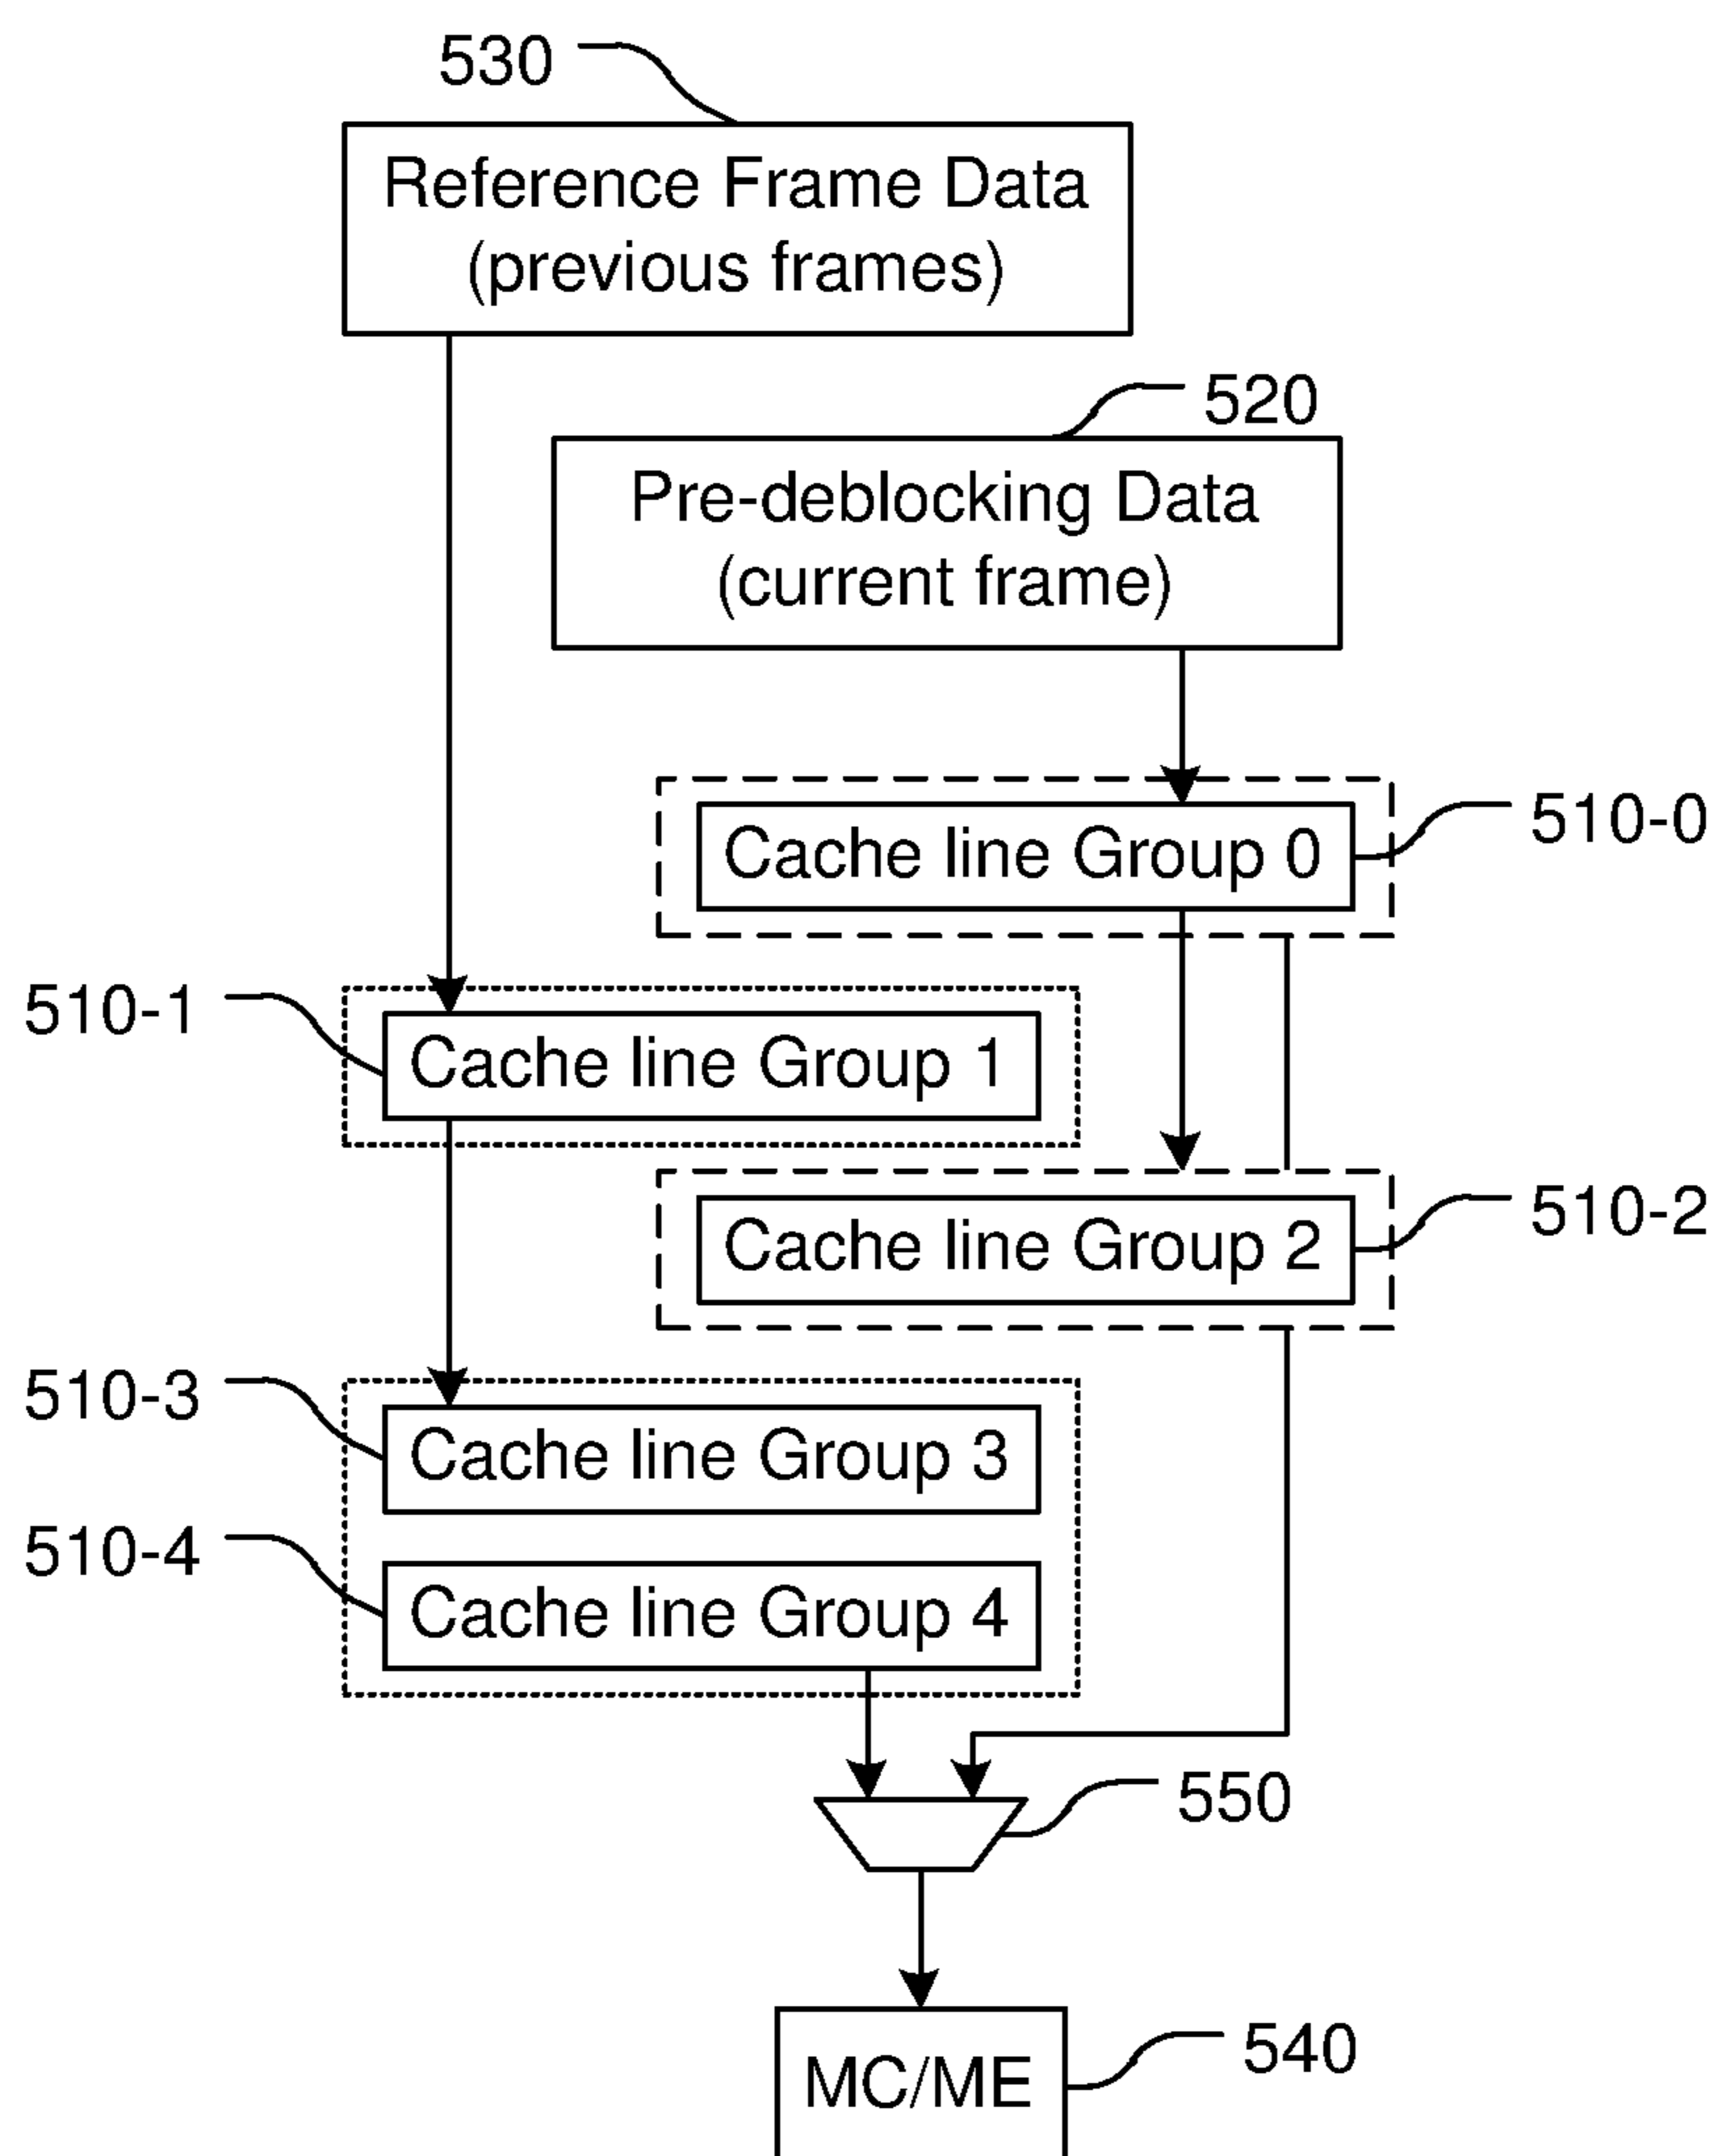 530
Reference Frame Data
(previous frames)
520
Pre-deblocking Data
(current frame)
Cache line Group 0
510-0
510-1
Cache line Group 1
Cache line Group 2
510-2
510-3
Cache line Group 3
510-4
Cache line Group 4
550
540
MC/ME